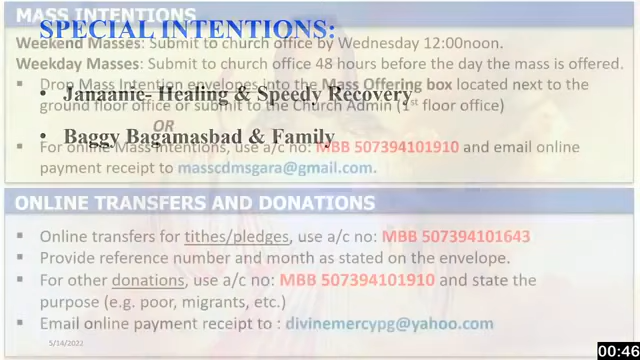 MASS INTENTIONS
SPECIAL INTENTIONS:
Weekend Masses: Submit to church office by Wednesday 12:00noon.
Weekday Masses: Submit to church office 48 hours before the day the mass is offered.
▪ Drop Mass Intention envelopes into the Mass Offering box located next to the
• Janaanie- Healing & Speedy Recovery
ground floor office or submit to the Church Admin (1st floor office)
OR
• Baggy Bagamasbad & Family
▪ For online Mass Intentions, use a/c no: MBB 507394101910 and email online
payment receipt to masscdmsgara@gmail.com.
ONLINE TRANSFERS AND DONATIONS
▪ Online transfers for tithes/pledges, use a/c no: MBB 507394101643
▪ Provide reference number and month as stated on the envelope.
▪ For other donations, use a/c no: MBB 507394101910 and state the
purpose (e.g. poor, migrants, etc.)
▪ Email online payment receipt to : divinemercypg@yahoo.com
5/14/2022
00:46